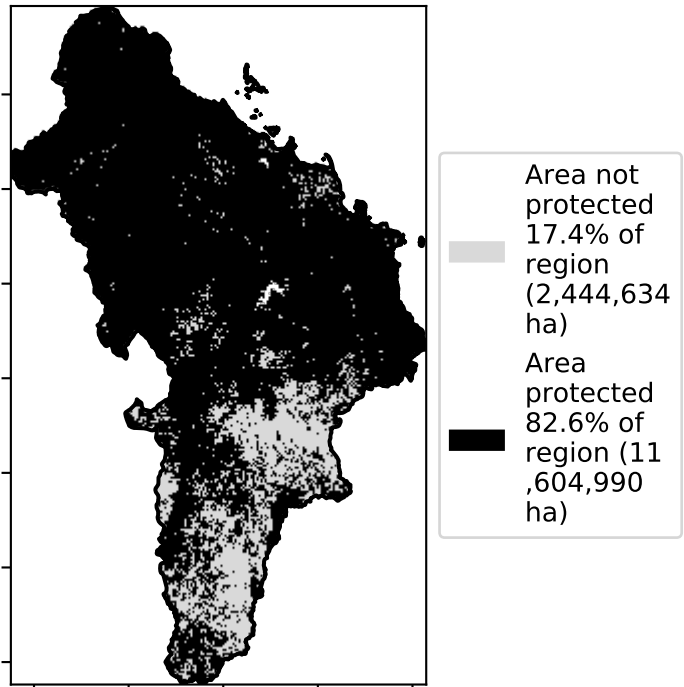 Area not
protected
17.4% of
region
(2,444,634
ha)
Area
protected
82.6% of
region (11
,604,990
ha)